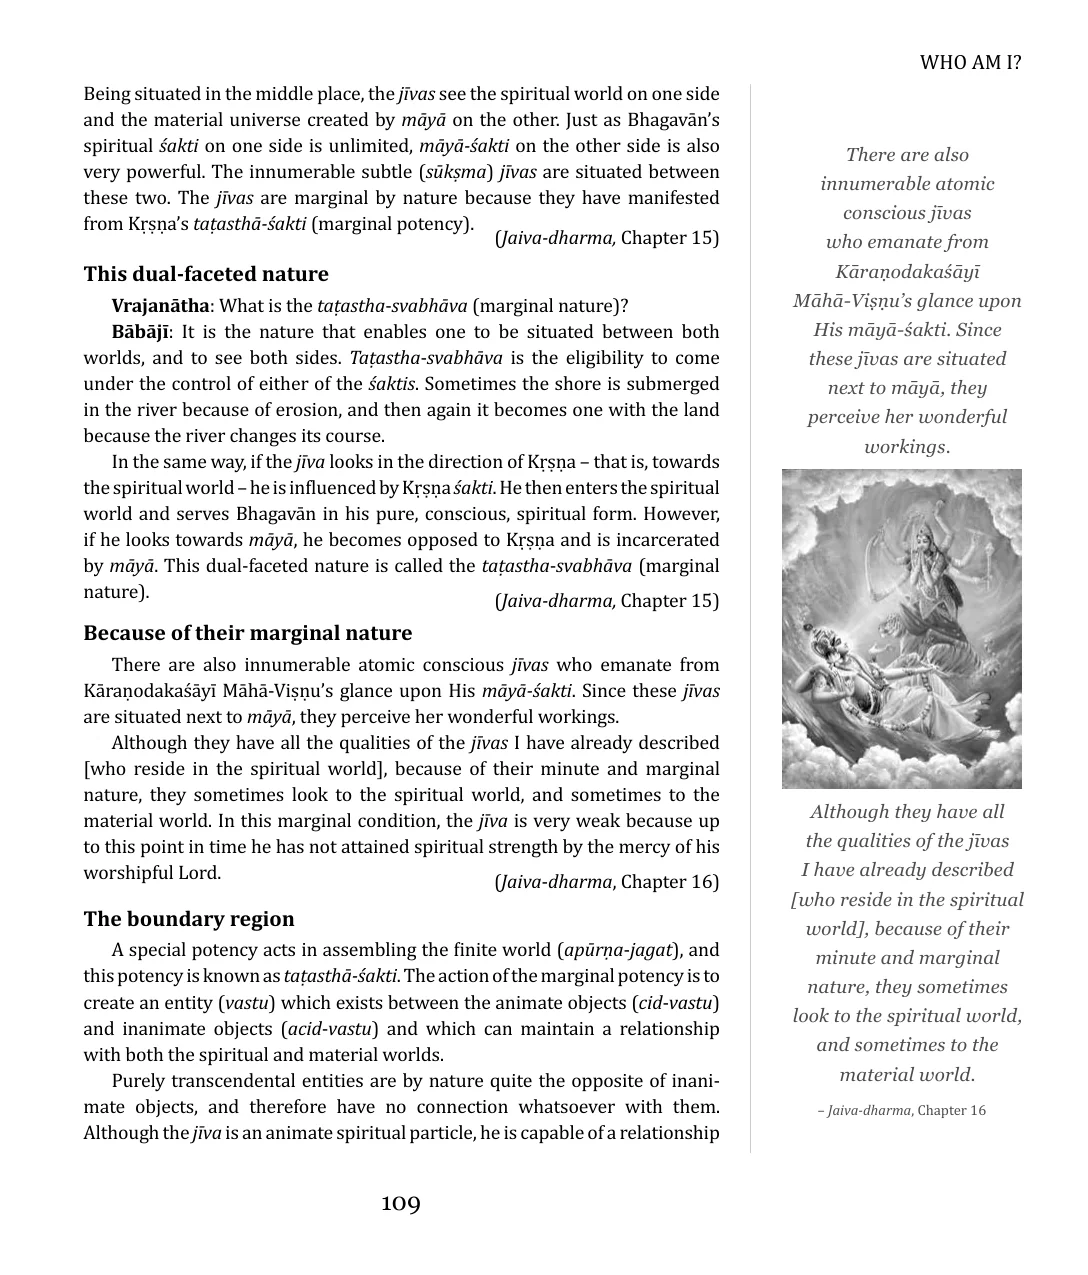 WHO AM I?
Being situated in the middle place, the jīvas see the spiritual world on one side
and the material universe created by māyā on the other. Just as Bhagavān’s
spiritual śakti on one side is unlimited, māyā-śakti on the other side is also
very powerful. The innumerable subtle (sūkṣma) jīvas are situated between
these two. The jīvas are marginal by nature because they have manifested
from Kṛṣṇa’s taṭasthā-śakti (marginal potency).
(Jaiva-dharma, Chapter 15)
This dual-faceted nature
Vrajanātha: What is the taṭastha-svabhāva (marginal nature)?
Bābājī: It is the nature that enables one to be situated between both
worlds, and to see both sides. Taṭastha-svabhāva is the eligibility to come
under the control of either of the śaktis. Sometimes the shore is submerged
in the river because of erosion, and then again it becomes one with the land
because the river changes its course.
In the same way, if the jīva looks in the direction of Kṛṣṇa – that is, towards
the spiritual world – he is influenced by Kṛṣṇa śakti. He then enters the spiritual
world and serves Bhagavān in his pure, conscious, spiritual form. However,
if he looks towards māyā, he becomes opposed to Kṛṣṇa and is incarcerated
by māyā. This dual-faceted nature is called the taṭastha-svabhāva (marginal
nature).
(Jaiva-dharma, Chapter 15)
Because of their marginal nature
There are also innumerable atomic conscious jīvas who emanate from
Kāraṇodakaśāyī Māhā-Viṣṇu’s glance upon His māyā-śakti. Since these jīvas
are situated next to māyā, they perceive her wonderful workings.
Although they have all the qualities of the jīvas I have already described
[who reside in the spiritual world], because of their minute and marginal
nature, they sometimes look to the spiritual world, and sometimes to the
material world. In this marginal condition, the jīva is very weak because up
to this point in time he has not attained spiritual strength by the mercy of his
worshipful Lord.
(Jaiva-dharma, Chapter 16)
The boundary region
A special potency acts in assembling the finite world (apūrṇa-jagat), and
this potency is known as taṭasthā-śakti. The action of the marginal potency is to
create an entity (vastu) which exists between the animate objects (cid-vastu)
and inanimate objects (acid-vastu) and which can maintain a relationship
with both the spiritual and material worlds.
Purely transcendental entities are by nature quite the opposite of inani-
mate objects, and therefore have no connection whatsoever with them.
Although the jīva is an animate spiritual particle, he is capable of a relationship
There are also
innumerable atomic
conscious jīvas
who emanate from
Kāraṇodakaśāyī
Māhā-Viṣṇu’s glance upon
His māyā-śakti. Since
these jīvas are situated
next to māyā, they
perceive her wonderful
workings.
Although they have all
the qualities of the jīvas
I have already described
[who reside in the spiritual
world], because of their
minute and marginal
nature, they sometimes
look to the spiritual world,
and sometimes to the
material world.
– Jaiva-dharma, Chapter 16
109